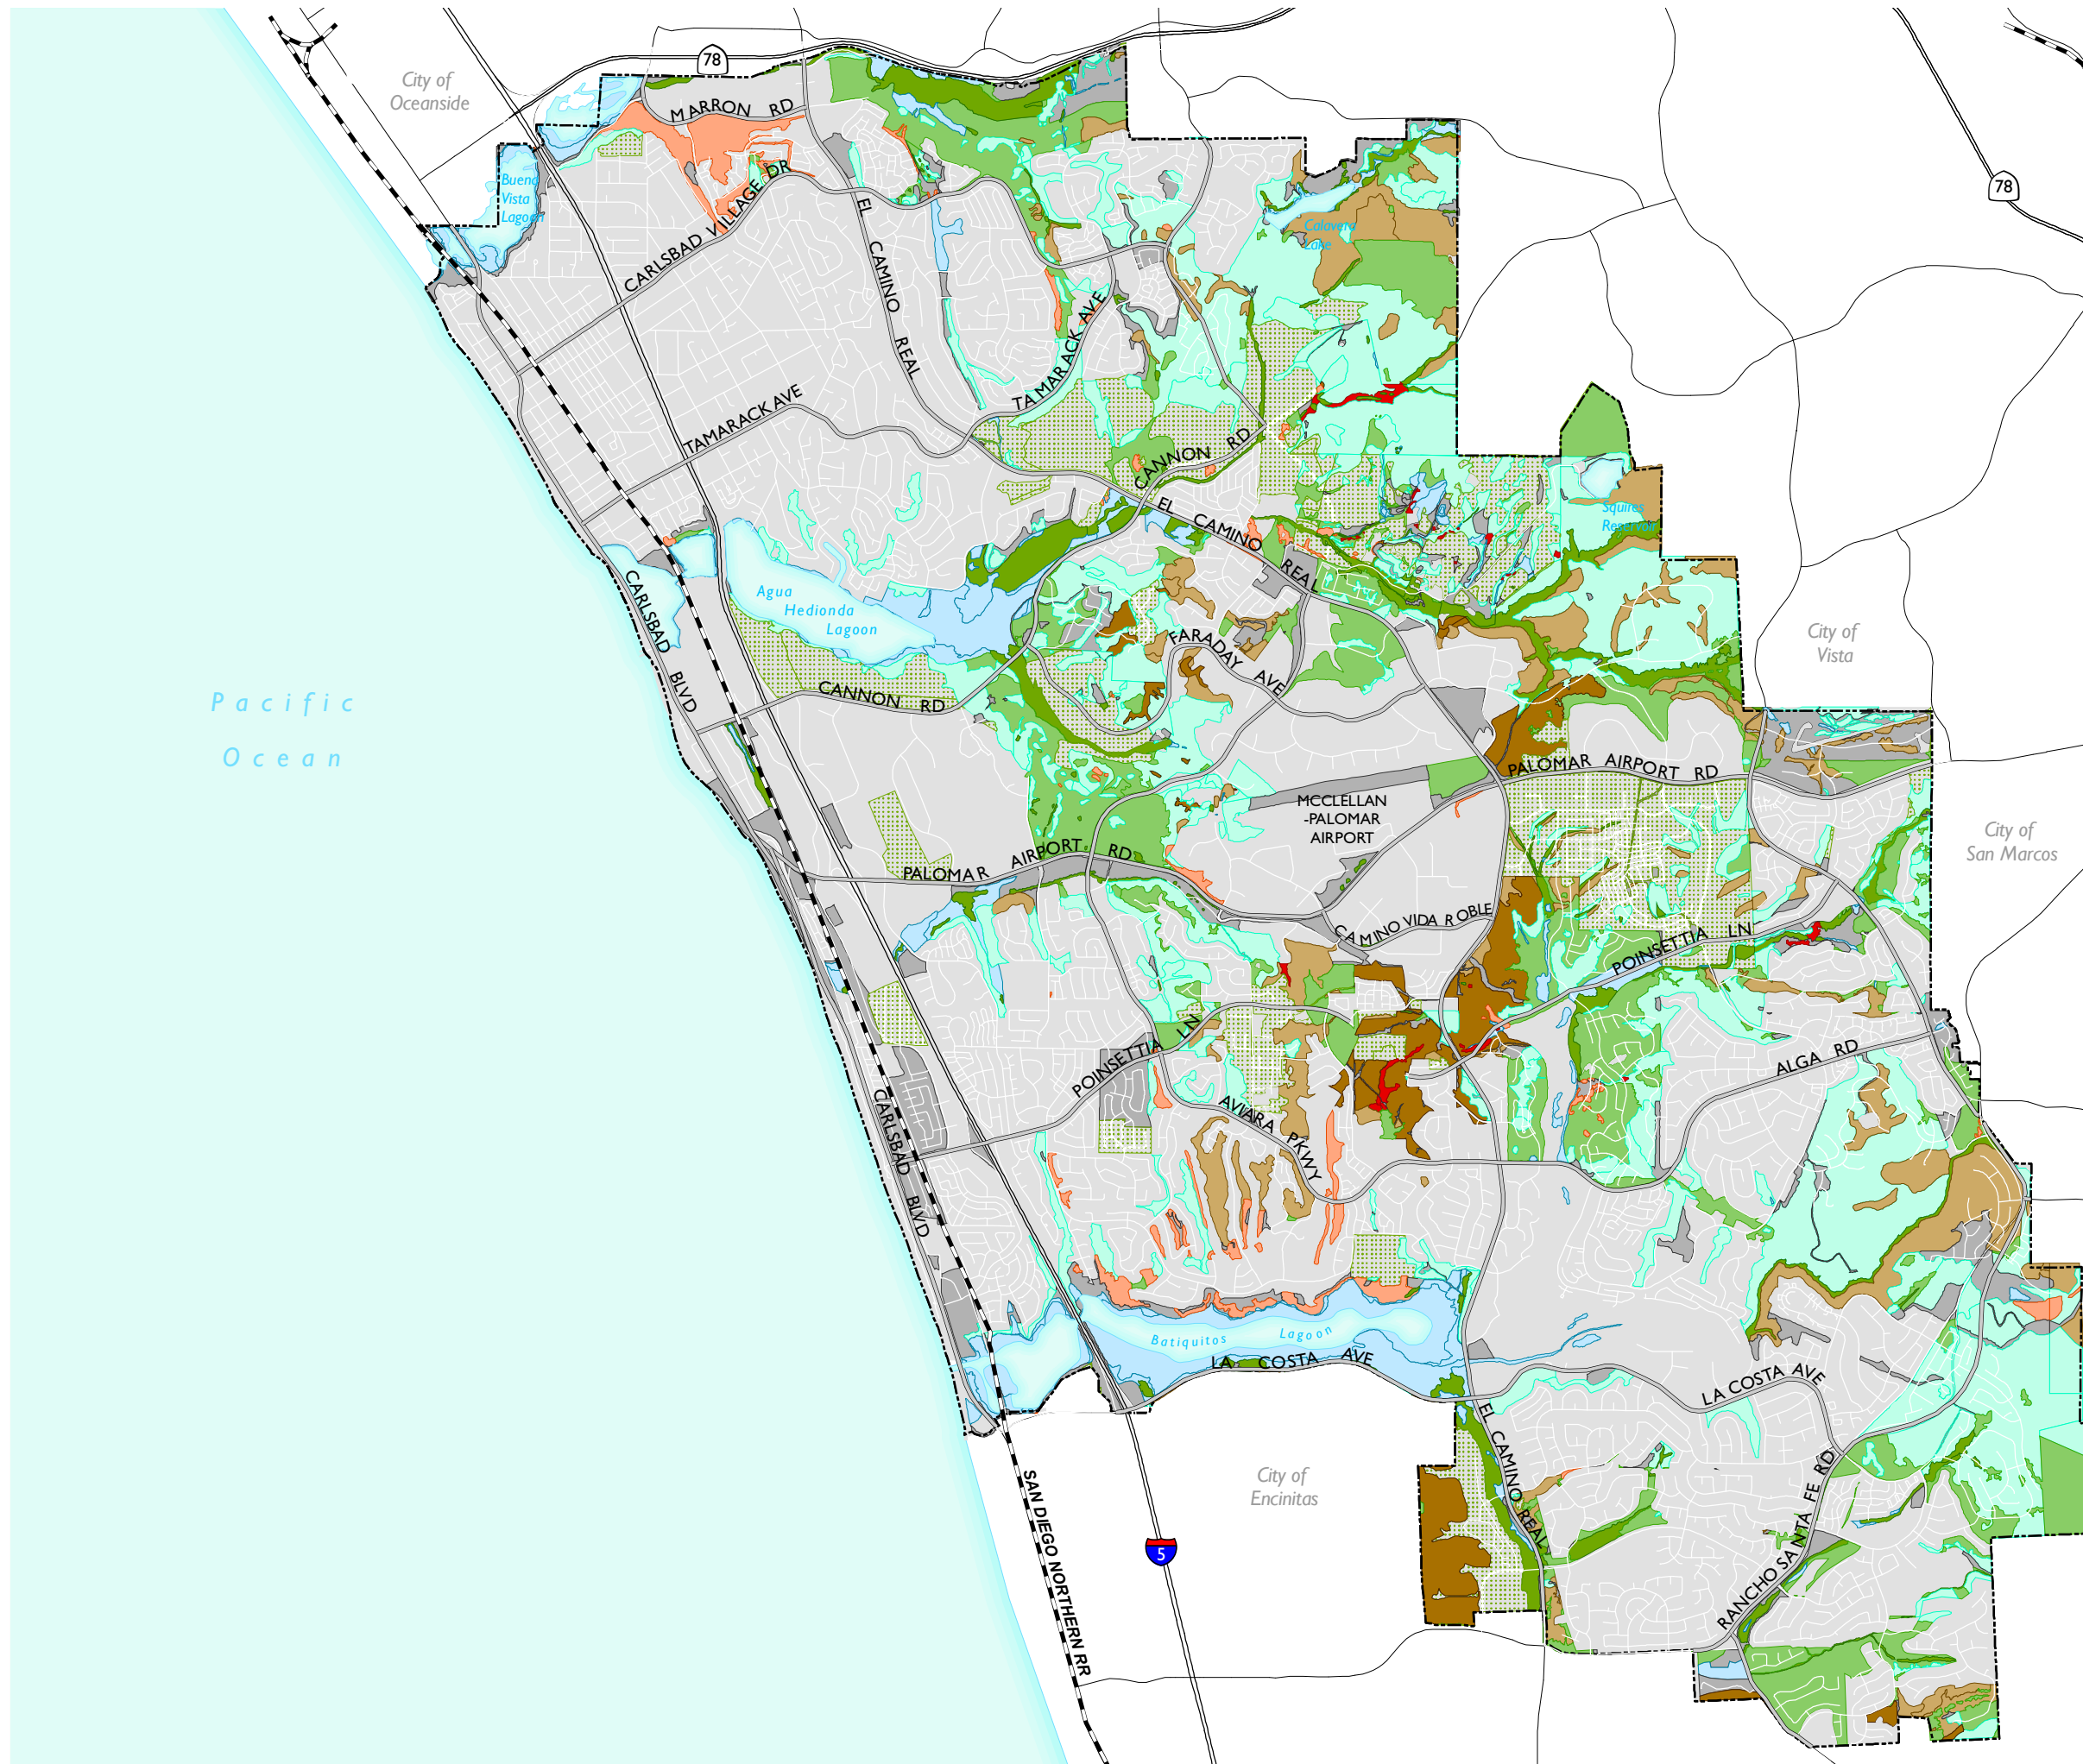 78
City of
Oceanside
MARRON RD
Buena
Vista
Lagoon
CARLSBAD VILLAGE DR
EL CAMINO REAL
Calavera
Lake
78
TAMARACK AVE
TAMARACK AVE
CANNON RD
EL CAMINO REAL
Squires
Reservoir
Agua
Hedionda
Lagoon
CARLSBAD BLVD
FARADAY AVE
City of
Vista
CANNON RD
Pacific
Ocean
PALOMAR AIRPORT RD
MCCLELLAN
-PALOMAR
AIRPORT
City of
San Marcos
PALOMAR AIRPORT RD
CAMINO VIDA ROBLE
POINSETTIA LN
POINSETTIA LN
ALGA RD
AVIARA PKWY
CARLSBAD BLVD
Batiquitos Lagoon
LA COSTA AVE
LA COSTA AVE
EL CAMINO REAL
City of
Encinitas
RANCHO SANTA FE RD
SAN DIEGO NORTHERN RR
5